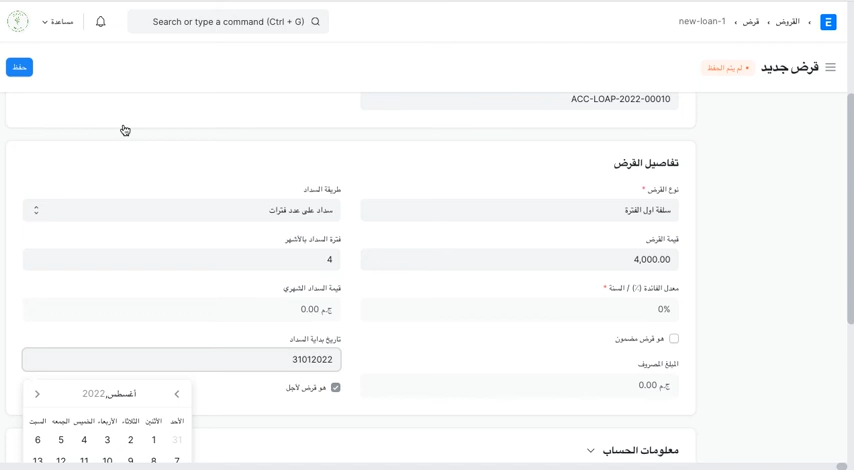 القروض ‹ قرض ‹ new-loan-1
Search or type a command (Ctrl + G)
مساعدة
قرض جديد
• لم يتم الحفظ
حفظ
ACC-LOAP-2022-00010
تفاصيل القرض
نوع القرض *
سلفة اول الفترة
طريقة السداد
سداد على عدد فترات
قيمة القرض
4,000.00
فترة السداد بالأشهر
4
معدل الفائدة (٪) / السنة *
0%
قيمة السداد الشهري
ج.م 0.00
هو قرض مضمون
تاريخ بداية السداد
31012022
المبلغ المصروف
ج.م 0.00
هو قرض لأجل
أغسطس,2022
الأحد الأثنين الثلاثاء الأربعاء الخميس الجمعه السبت
31 1 2 3 4 5 6
7 8 9 10 11 12 13
معلومات الحساب